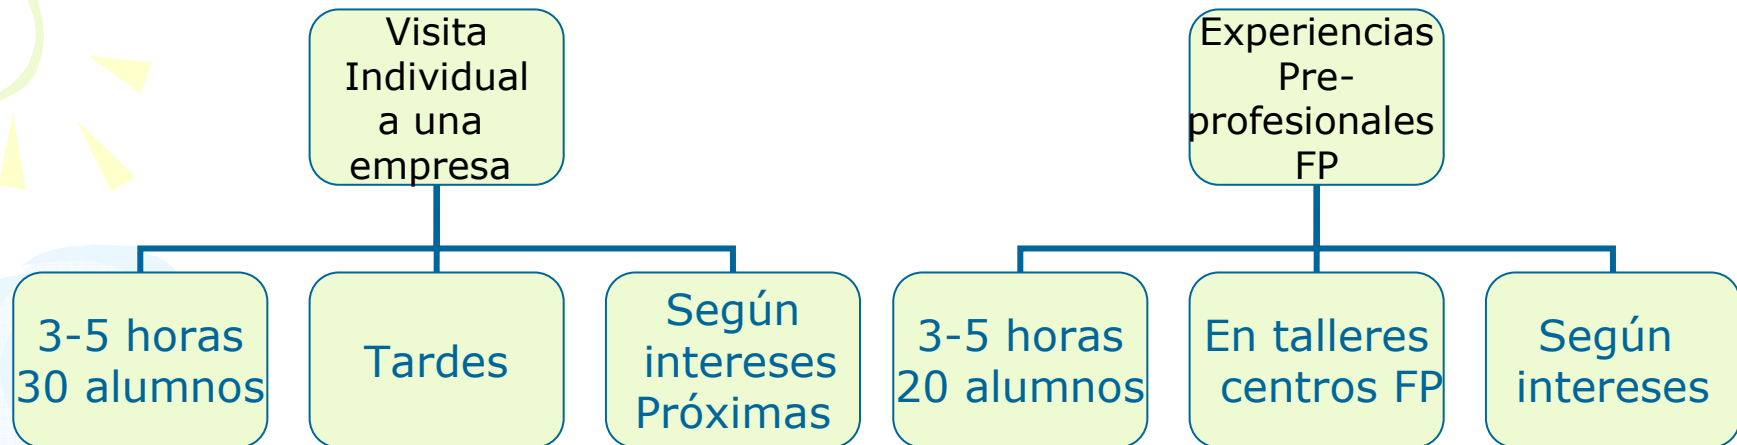 Visita
Individual
a una
empresa
3-5 horas
30 alumnos
Tardes
Según
intereses
Próximas
Experiencias
Pre-
profesionales
FP
3-5 horas
20 alumnos
En talleres
centros FP
Según
intereses